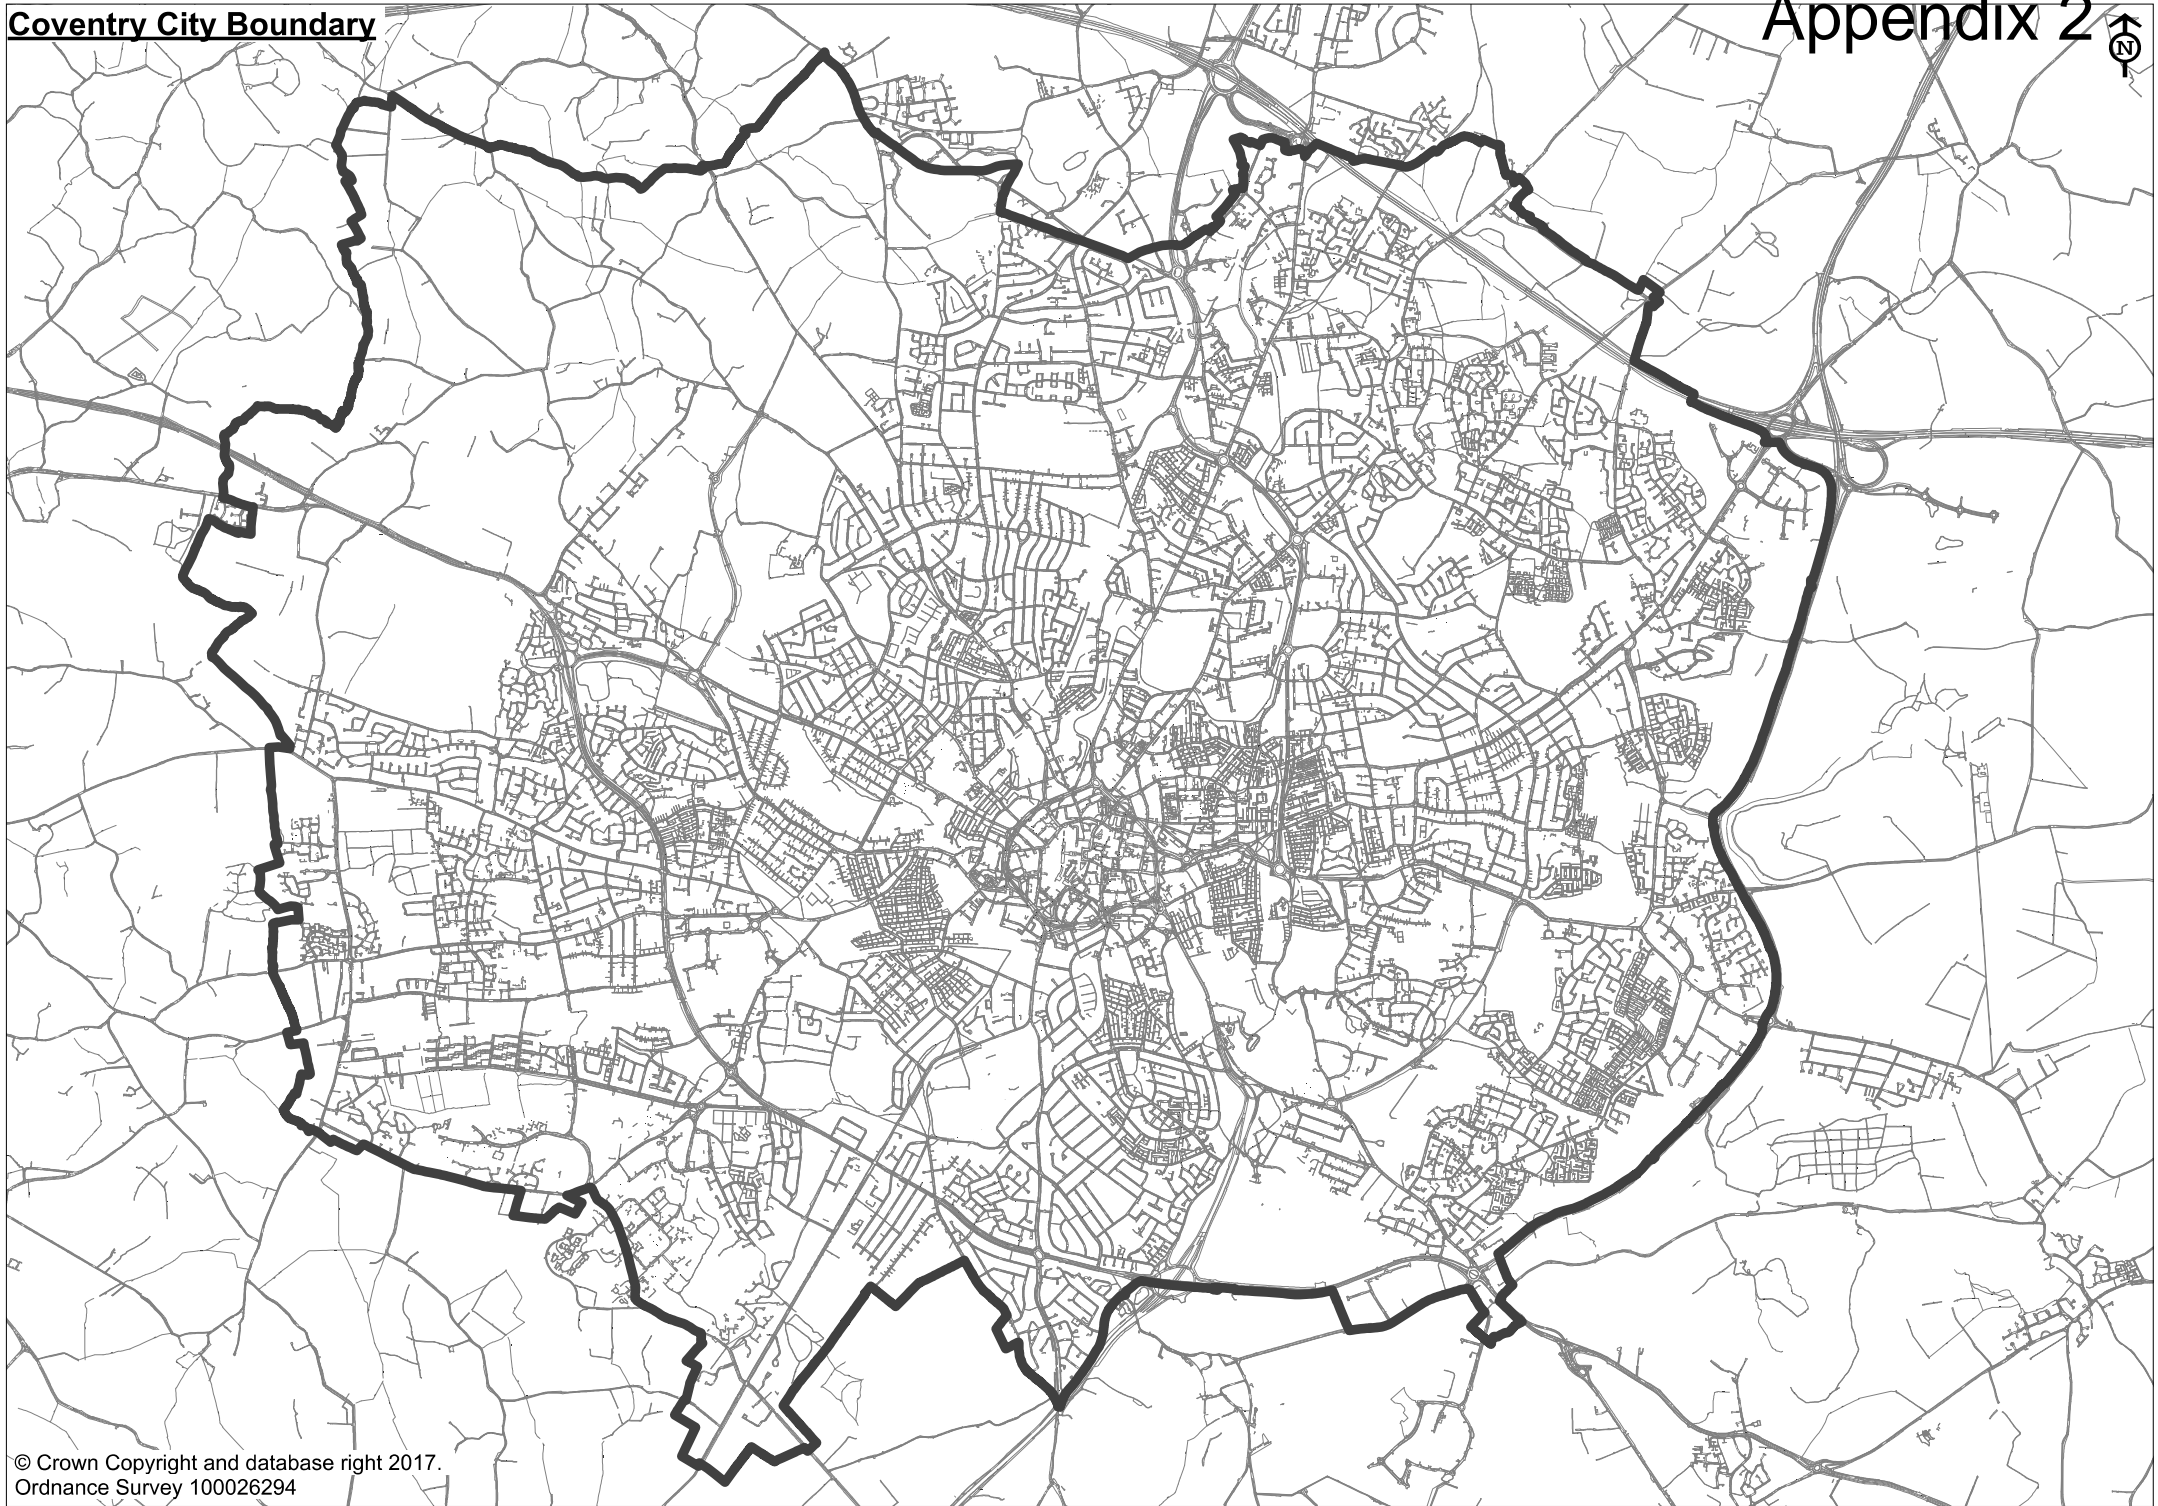 Coventry City Boundary
Appendix 2
N
© Crown Copyright and database right 2017.
Ordnance Survey 100026294